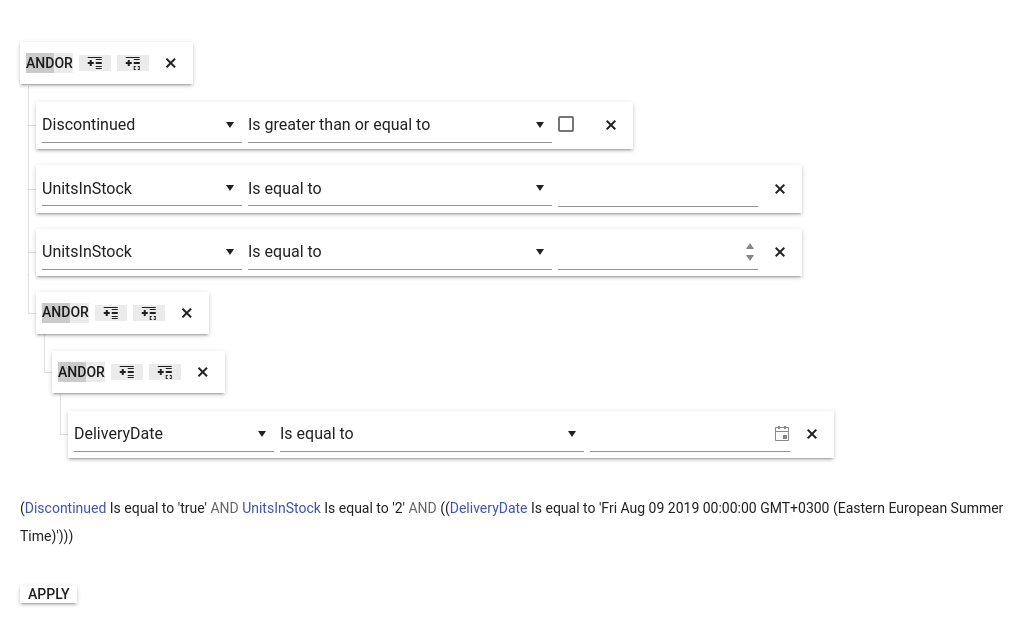 ANDOR
Discontinued Is greater than or equal to
UnitsInStock Is equal to
UnitsInStock Is equal to
ANDOR
ANDOR
DeliveryDate Is equal to
(Discontinued Is equal to 'true' AND UnitsInStock Is equal to '2' AND ((DeliveryDate Is equal to 'Fri Aug 09 2019 00:00:00 GMT+0300 (Eastern European Summer
Time)')))
APPLY